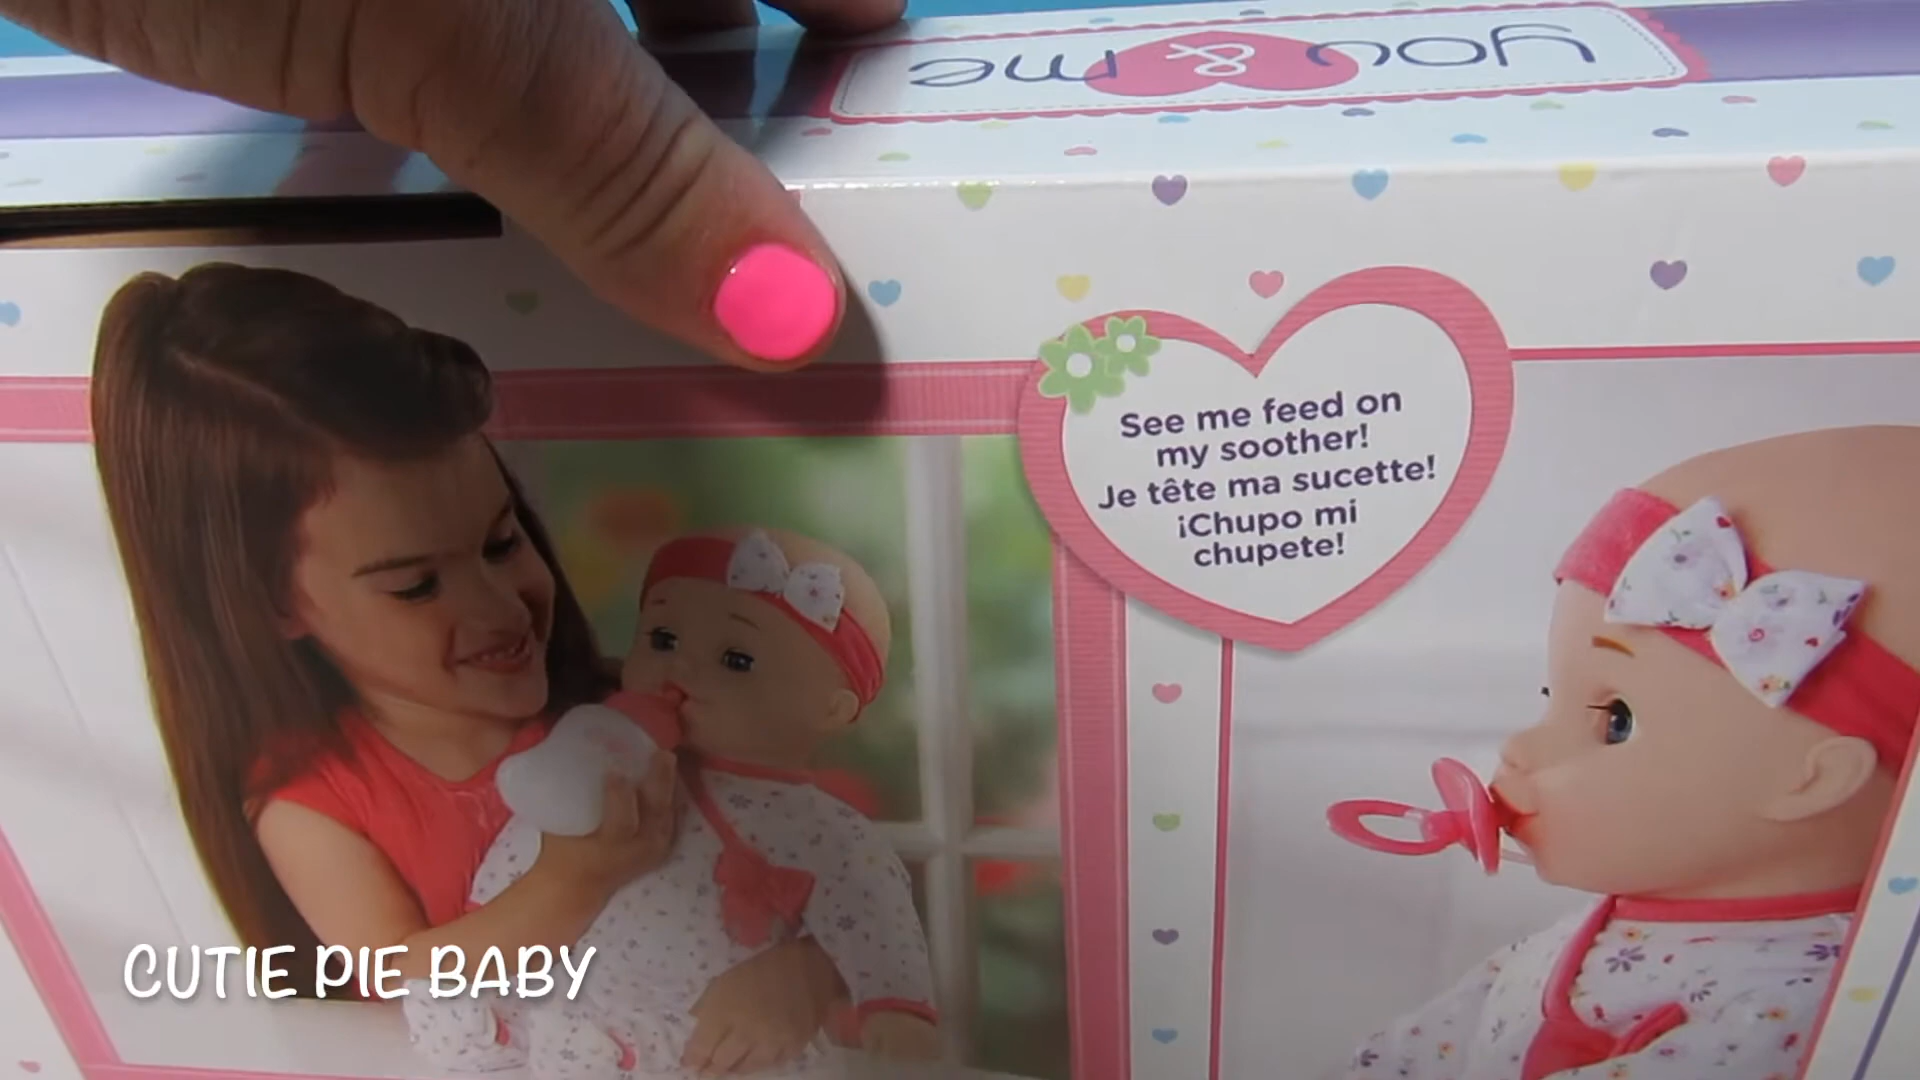 you & me
See me feed on
my soother!
Je tête ma sucette!
¡Chupo mi
chupete!
CUTIE PIE BABY